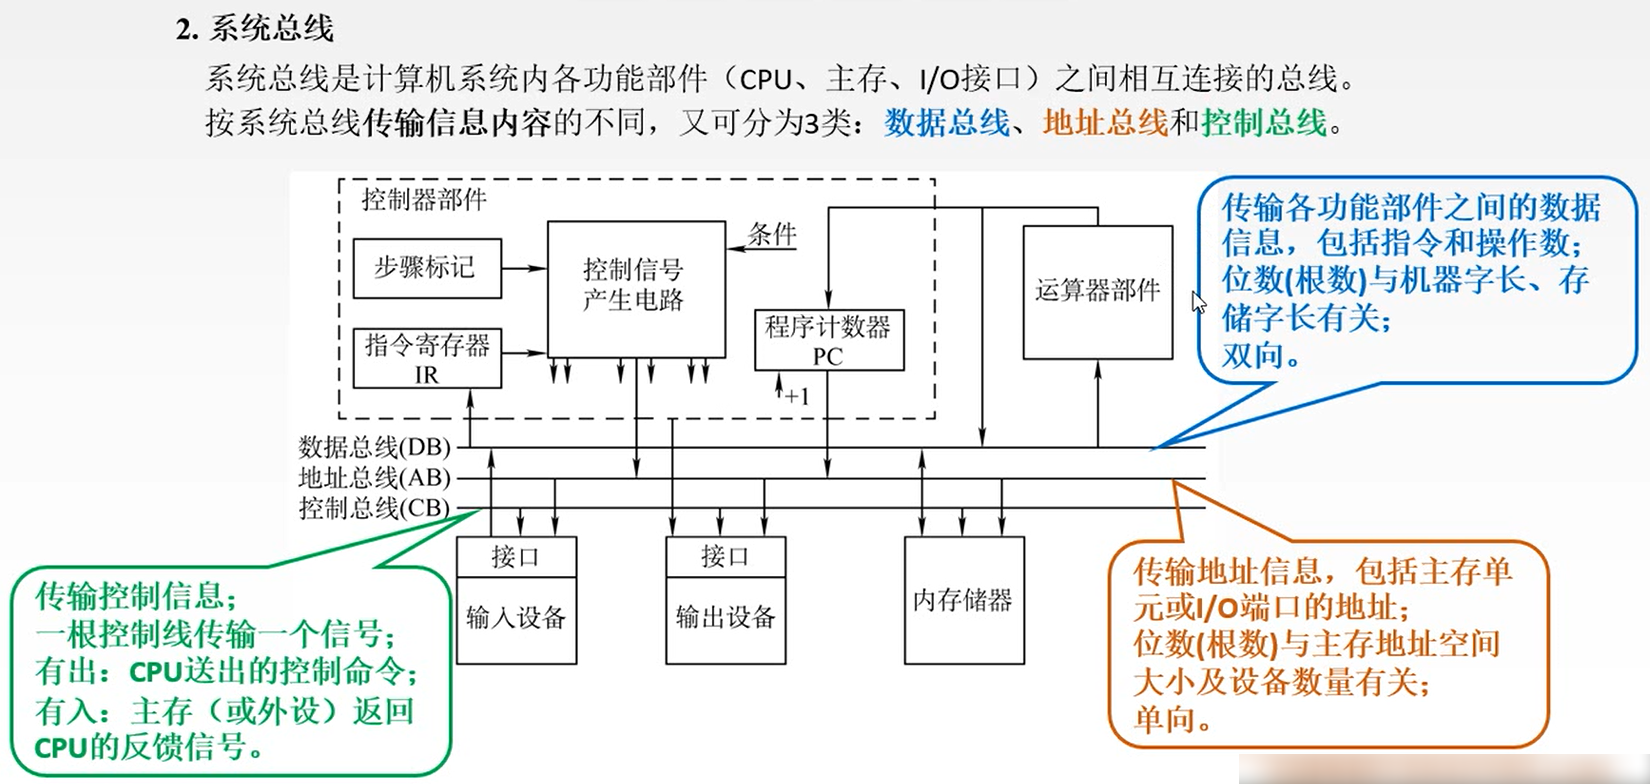 2. 系统总线
系统总线是计算机系统内各功能部件（CPU、主存、I/O接口）之间相互连接的总线。
按系统总线传输信息内容的不同，又可分为3类：数据总线、地址总线和控制总线。
控制器部件
步骤标记
控制信号
产生电路
条件
指令寄存器
IR
程序计数器
PC
+1
运算器部件
传输各功能部件之间的数据
信息，包括指令和操作数；
位数(根数)与机器字长、存
储字长有关；
双向。
数据总线(DB)
地址总线(AB)
控制总线(CB)
接口
输入设备
接口
输出设备
内存储器
传输控制信息；
一根控制线传输一个信号；
有出：CPU送出的控制命令；
有入：主存（或外设）返回
CPU的反馈信号。
传输地址信息，包括主存单
元或I/O端口的地址；
位数(根数)与主存地址空间
大小及设备数量有关；
单向。